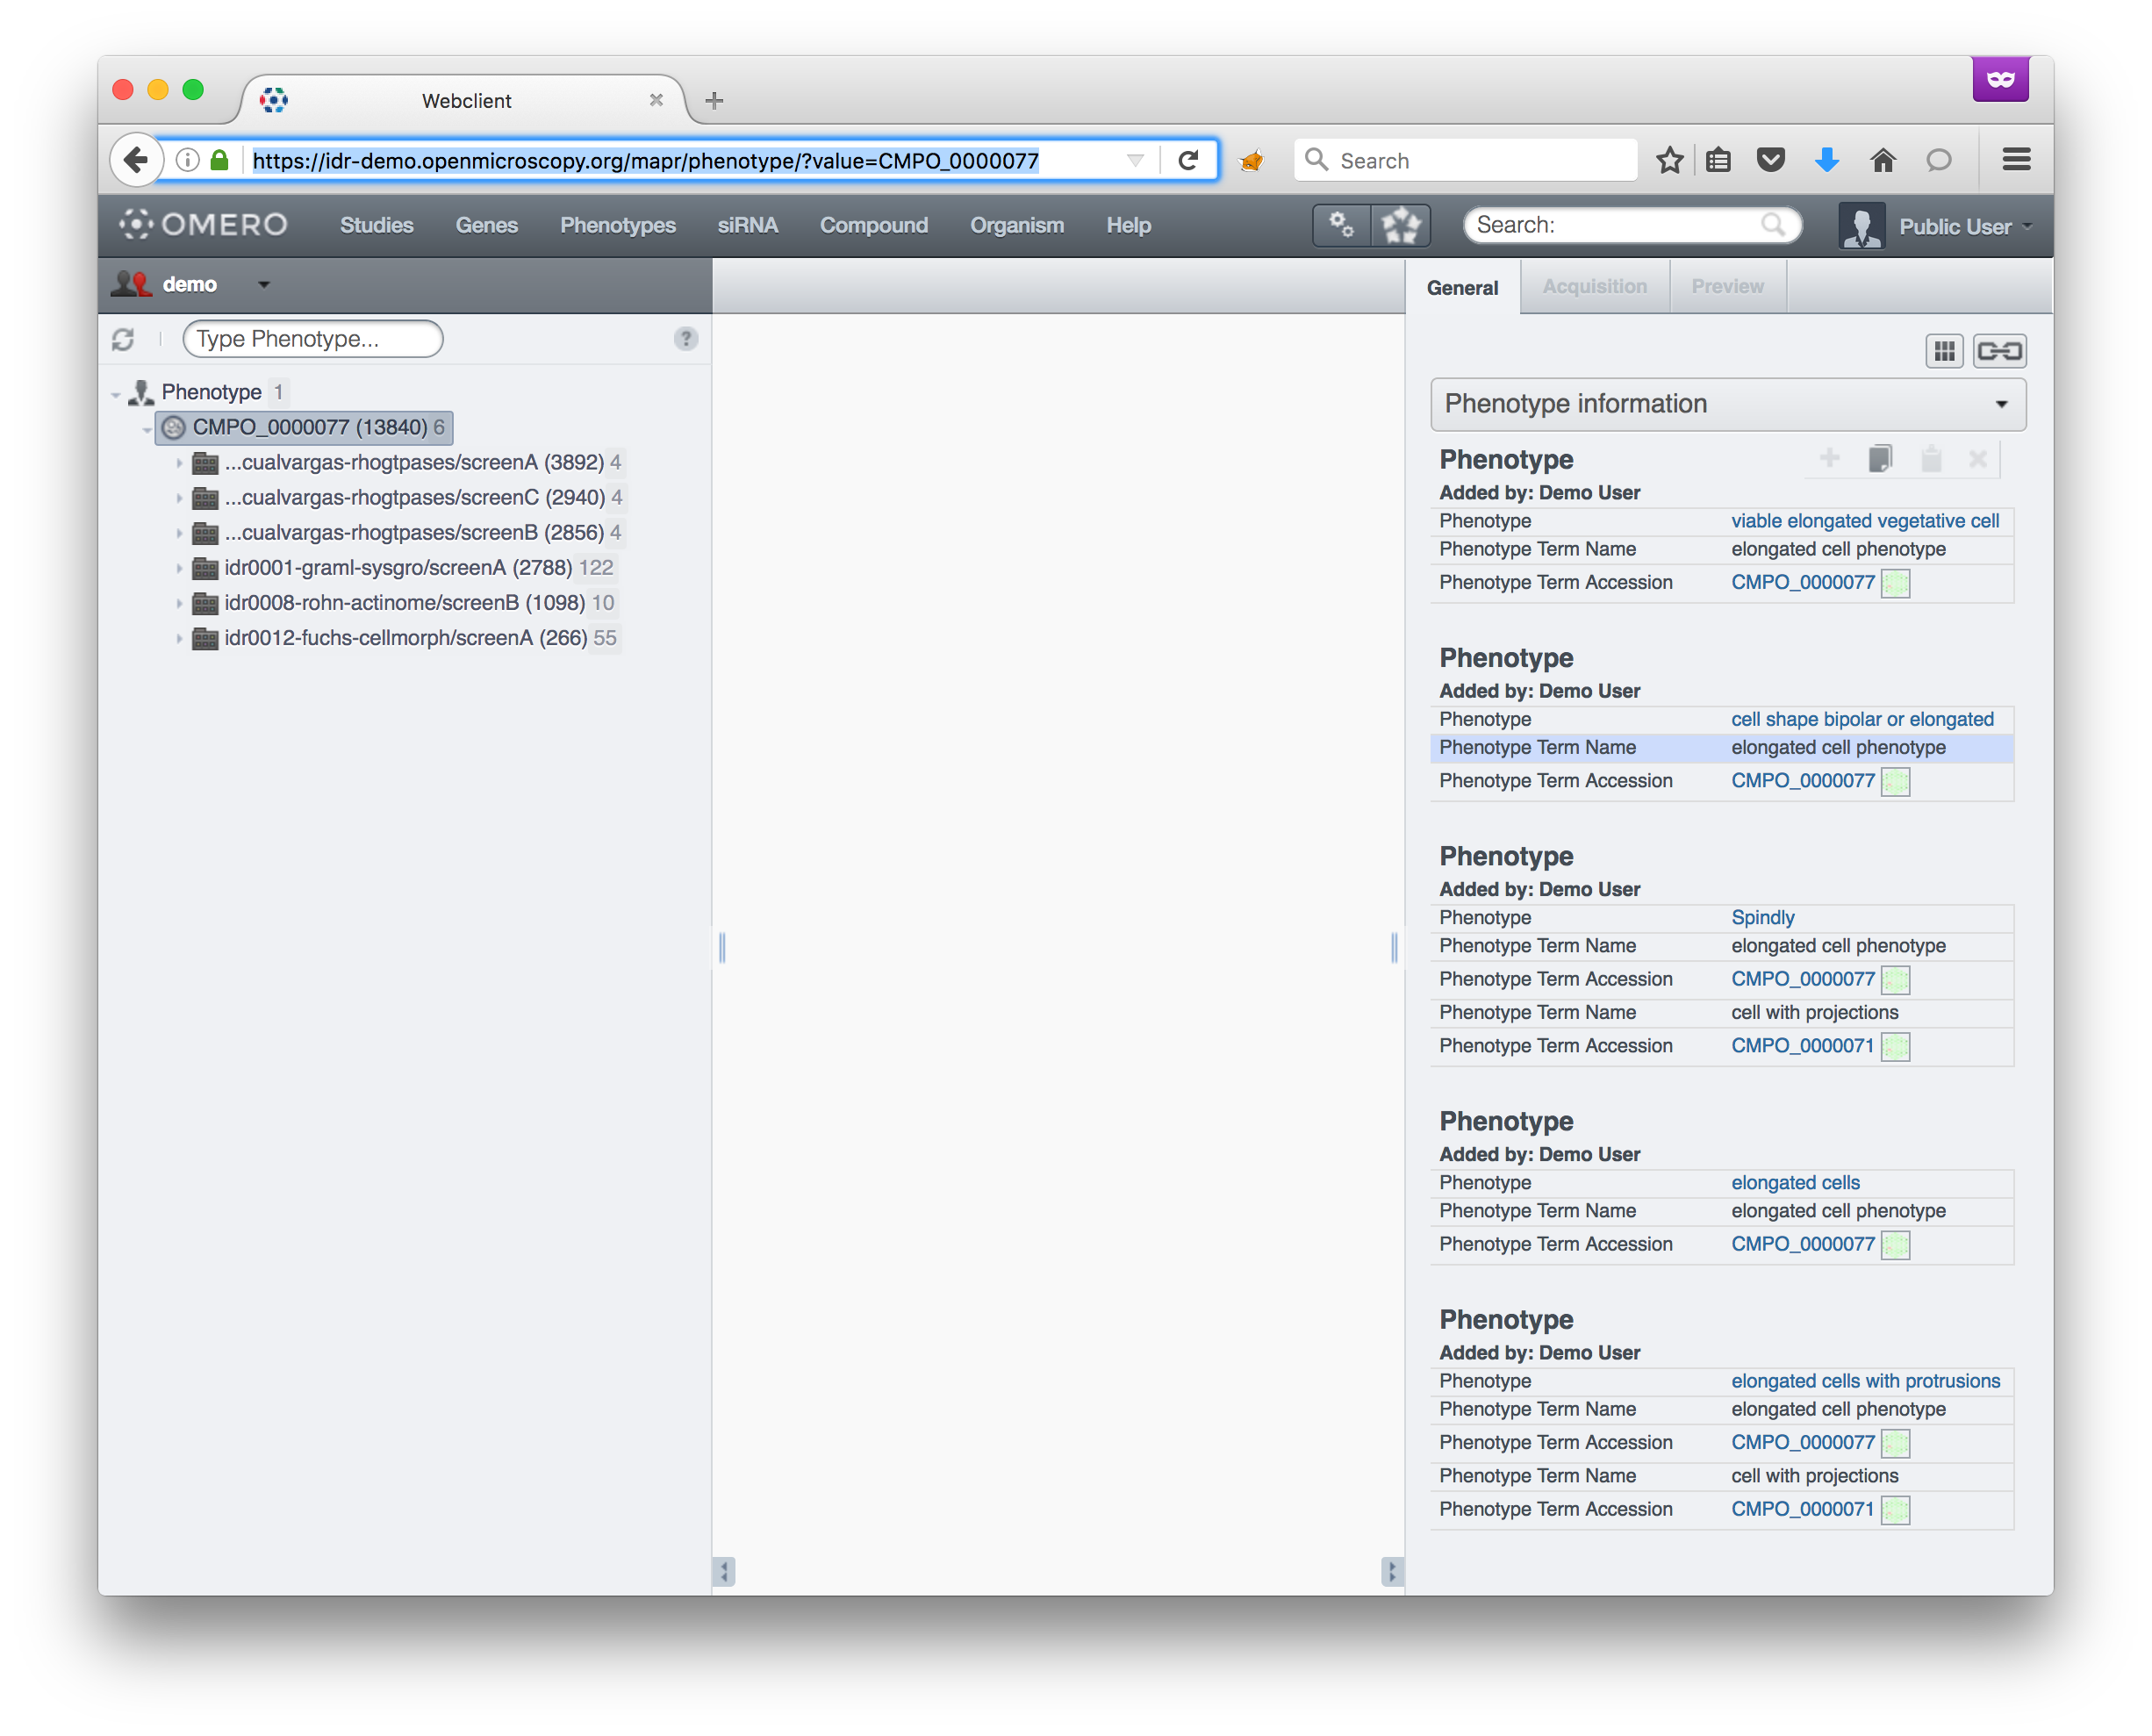 Webclient
https://idr-demo.openmicroscopy.org/mapr/phenotype/?value=CMPO_0000077
Search
OMERO Studies Genes Phenotypes siRNA Compound Organism Help Search: Public User
demo
General Acquisition Preview
Type Phenotype... ?
Phenotype 1
CMPO_0000077 (13840) 6
...cualvargas-rhogtpases/screenA (3892) 4
...cualvargas-rhogtpases/screenC (2940) 4
...cualvargas-rhogtpases/screenB (2856) 4
idr0001-graml-sysgro/screenA (2788) 122
idr0008-rohn-actinome/screenB (1098) 10
idr0012-fuchs-cellmorph/screenA (266) 55
Phenotype information
Phenotype
Added by: Demo User
Phenotype viable elongated vegetative cell
Phenotype Term Name elongated cell phenotype
Phenotype Term Accession CMPO_0000077
Phenotype
Added by: Demo User
Phenotype cell shape bipolar or elongated
Phenotype Term Name elongated cell phenotype
Phenotype Term Accession CMPO_0000077
Phenotype
Added by: Demo User
Phenotype Spindly
Phenotype Term Name elongated cell phenotype
Phenotype Term Accession CMPO_0000077
Phenotype Term Name cell with projections
Phenotype Term Accession CMPO_0000071
Phenotype
Added by: Demo User
Phenotype elongated cells
Phenotype Term Name elongated cell phenotype
Phenotype Term Accession CMPO_0000077
Phenotype
Added by: Demo User
Phenotype elongated cells with protrusions
Phenotype Term Name elongated cell phenotype
Phenotype Term Accession CMPO_0000077
Phenotype Term Name cell with projections
Phenotype Term Accession CMPO_0000071